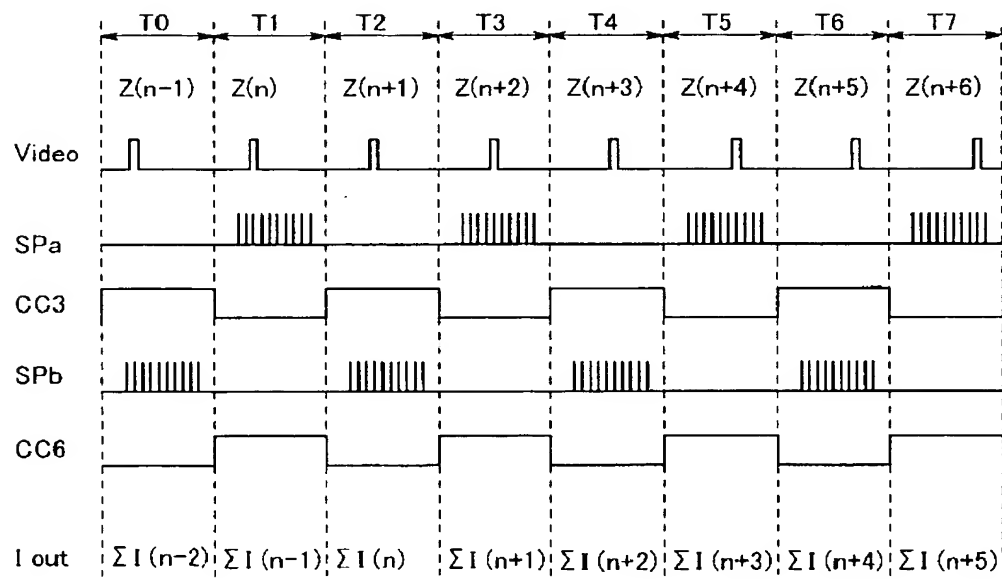 T0 T1 T2 T3 T4 T5 T6 T7
Z(n-1) Z(n) Z(n+1) Z(n+2) Z(n+3) Z(n+4) Z(n+5) Z(n+6)
Video
SPa
CC3
SPb
CC6
I out ΣI(n-2) ΣI(n-1) ΣI(n) ΣI(n+1) ΣI(n+2) ΣI(n+3) ΣI(n+4) ΣI(n+5)